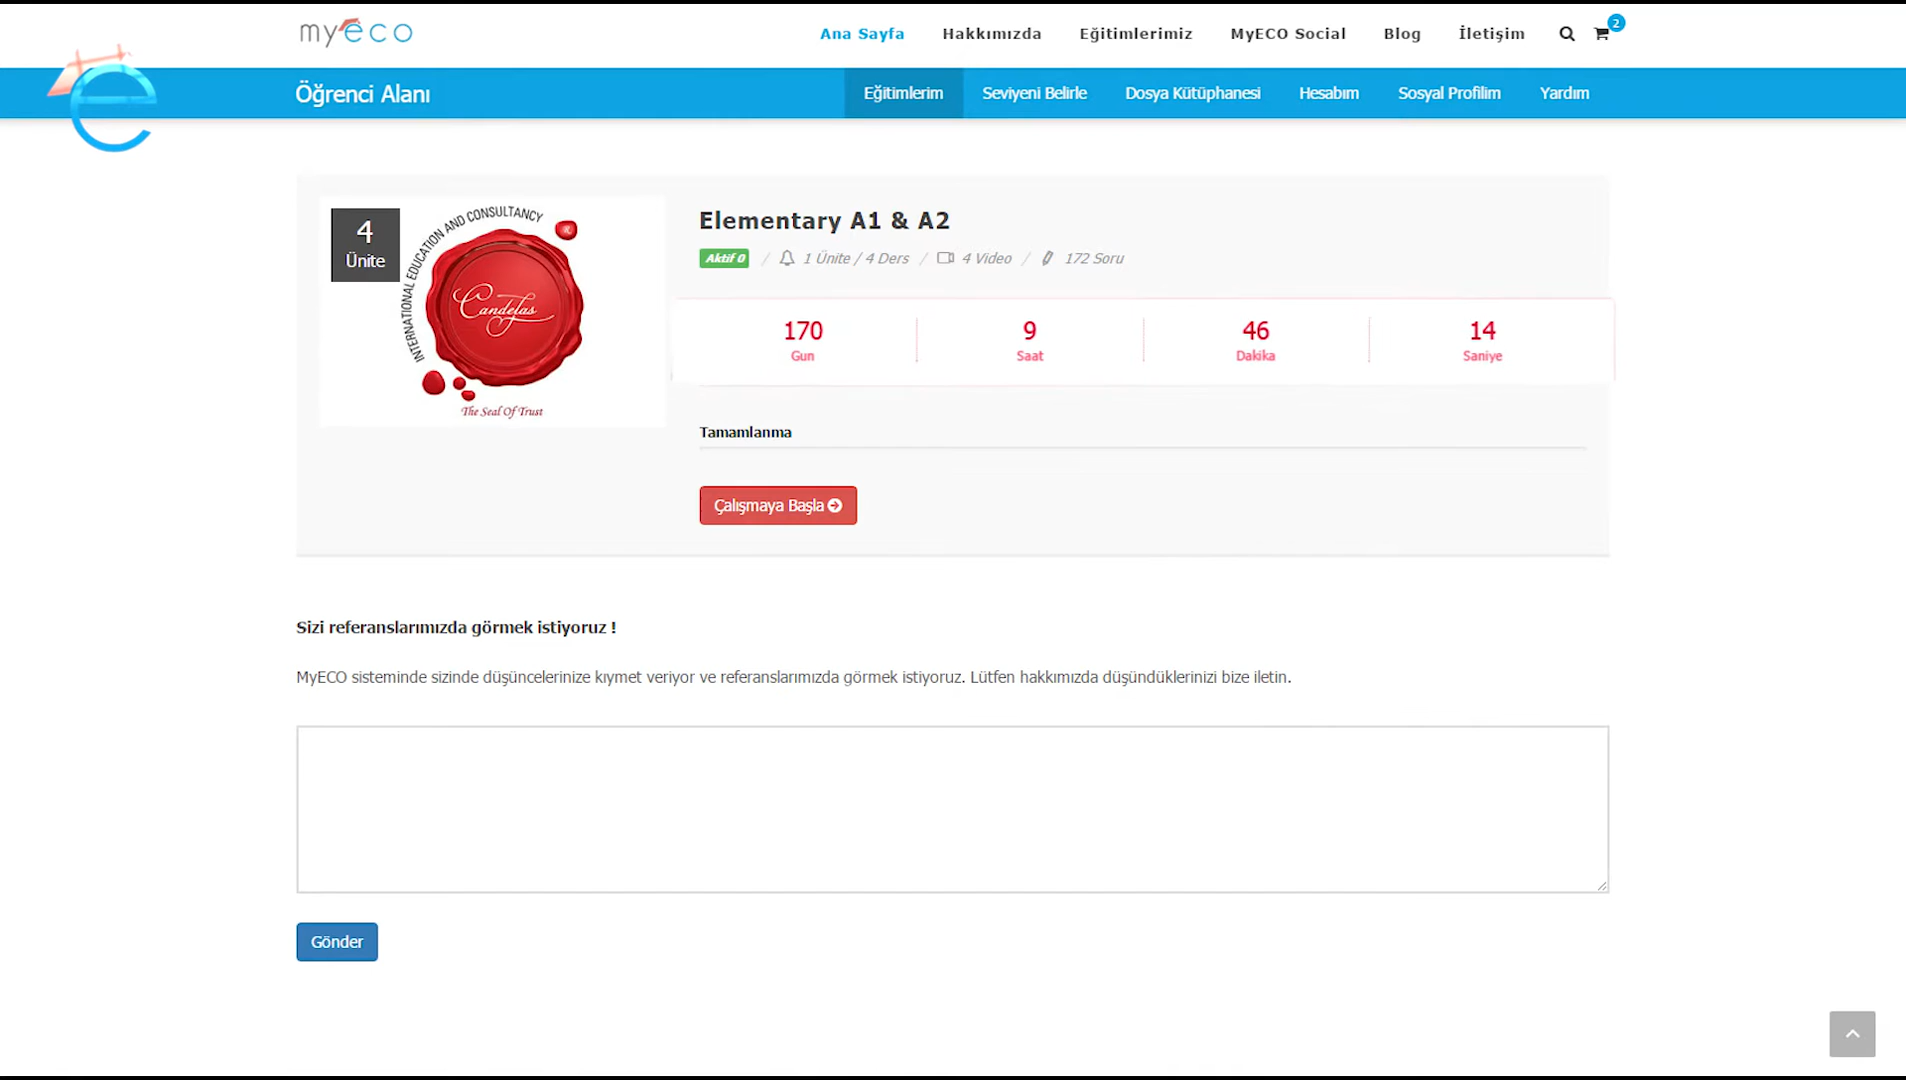 myeco
Ana Sayfa Hakkımızda Eğitimlerimiz MyECO Social Blog İletişim 2
Öğrenci Alanı Eğitimlerim Seviyeni Belirle Dosya Kütüphanesi Hesabım Sosyal Profilim Yardım
4
Ünite
INTERNATIONAL EDUCATION AND CONSULTANCY
Candelas
The Seal Of Trust
Elementary A1 & A2
Aktif 0 / 1 Ünite / 4 Ders / 4 Video / 172 Soru
170 9 46 14
Gun Saat Dakika Saniye
Tamamlanma
Çalışmaya Başla
Sizi referanslarımızda görmek istiyoruz !
MyECO sisteminde sizinde düşüncelerinize kıymet veriyor ve referanslarımızda görmek istiyoruz. Lütfen hakkımızda düşündüklerinizi bize iletin.
Gönder